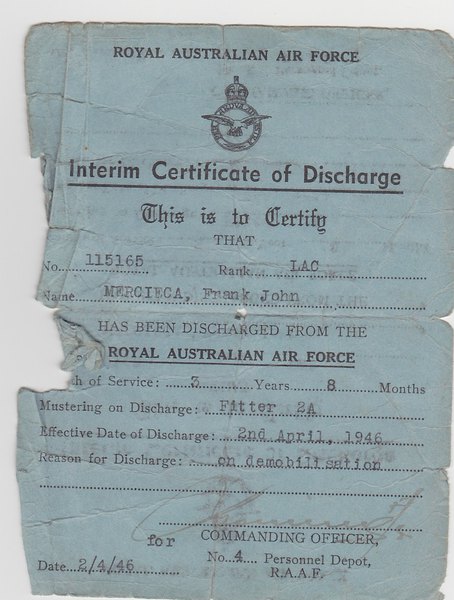 ROYAL AUSTRALIAN AIR FORCE
Interim Certificate of Discharge
This is to Certify
THAT
No. 115165 Rank LAC
Name MERCIECA, Frank John
HAS BEEN DISCHARGED FROM THE
ROYAL AUSTRALIAN AIR FORCE
of Service: 3 Years 8 Months
Mustering on Discharge: Fitter 2A
Effective Date of Discharge: 2nd April, 1946
Reason for Discharge: on demobilisation
for COMMANDING OFFICER,
No. 4 Personnel Depot,
Date 2/4/46 R.A.A.F.